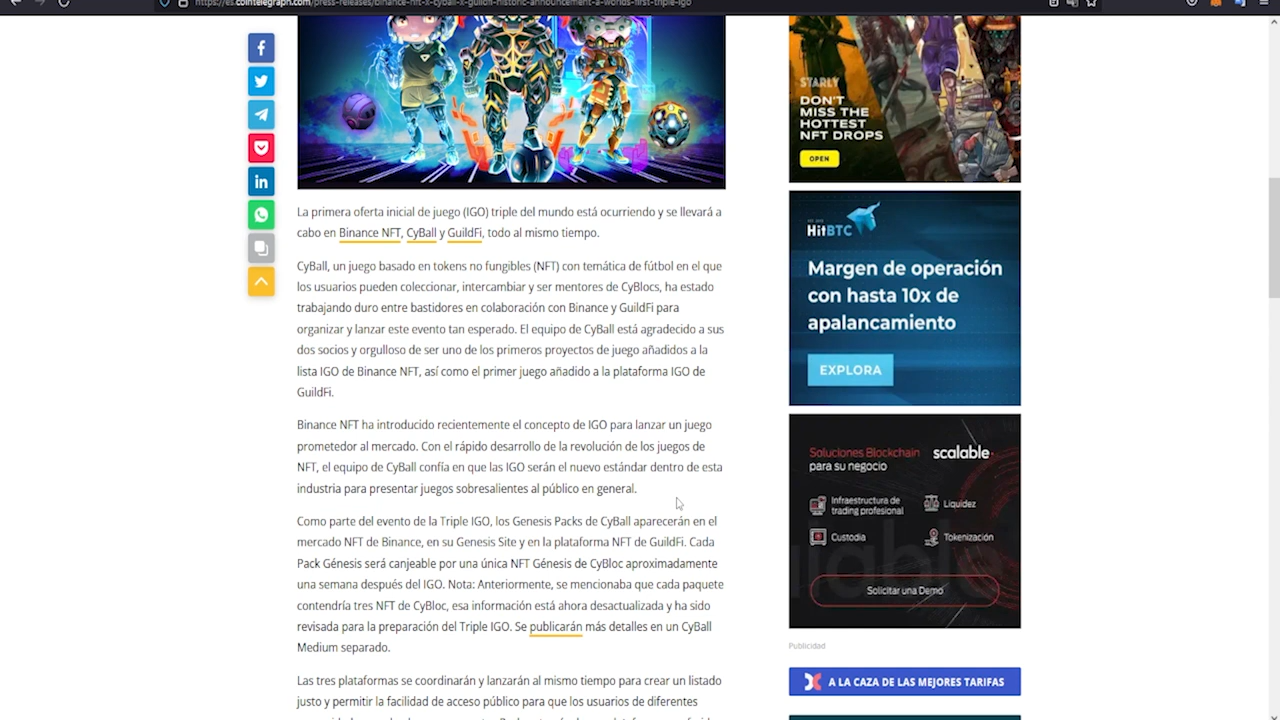 https://es.cointelegraph.com/press-releases/binance-nft-x-cyball-x-guildfi-historic-announcement-a-worlds-first-triple-igo
La primera oferta inicial de juego (IGO) triple del mundo está ocurriendo y se llevará a
cabo en Binance NFT, CyBall y GuildFi, todo al mismo tiempo.
CyBall, un juego basado en tokens no fungibles (NFT) con temática de fútbol en el que
los usuarios pueden coleccionar, intercambiar y ser mentores de CyBlocs, ha estado
trabajando duro entre bastidores en colaboración con Binance y GuildFi para
organizar y lanzar este evento tan esperado. El equipo de CyBall está agradecido a sus
dos socios y orgulloso de ser uno de los primeros proyectos de juego añadidos a la
lista IGO de Binance NFT, así como el primer juego añadido a la plataforma IGO de
GuildFi.
Binance NFT ha introducido recientemente el concepto de IGO para lanzar un juego
prometedor al mercado. Con el rápido desarrollo de la revolución de los juegos de
NFT, el equipo de CyBall confía en que las IGO serán el nuevo estándar dentro de esta
industria para presentar juegos sobresalientes al público en general.
Como parte del evento de la Triple IGO, los Genesis Packs de CyBall aparecerán en el
mercado NFT de Binance, en su Genesis Site y en la plataforma NFT de GuildFi. Cada
Pack Génesis será canjeable por una única NFT Génesis de CyBloc aproximadamente
una semana después del IGO. Nota: Anteriormente, se mencionaba que cada paquete
contendría tres NFT de CyBloc, esa información está ahora desactualizada y ha sido
revisada para la preparación del Triple IGO. Se publicarán más detalles en un CyBall
Medium separado.
Las tres plataformas se coordinarán y lanzarán al mismo tiempo para crear un listado
justo y permitir la facilidad de acceso público para que los usuarios de diferentes
STARLY
DON'T
MISS THE
HOTTEST
NFT DROPS
OPEN
HitBTC
Margen de operación
con hasta 10x de
apalancamiento
EXPLORA
Soluciones Blockchain
para su negocio
scalable
Infraestructura de
trading profesional
Liquidez
Custodia
Tokenización
Solicitar una Demo
Publicidad
A LA CAZA DE LAS MEJORES TARIFAS